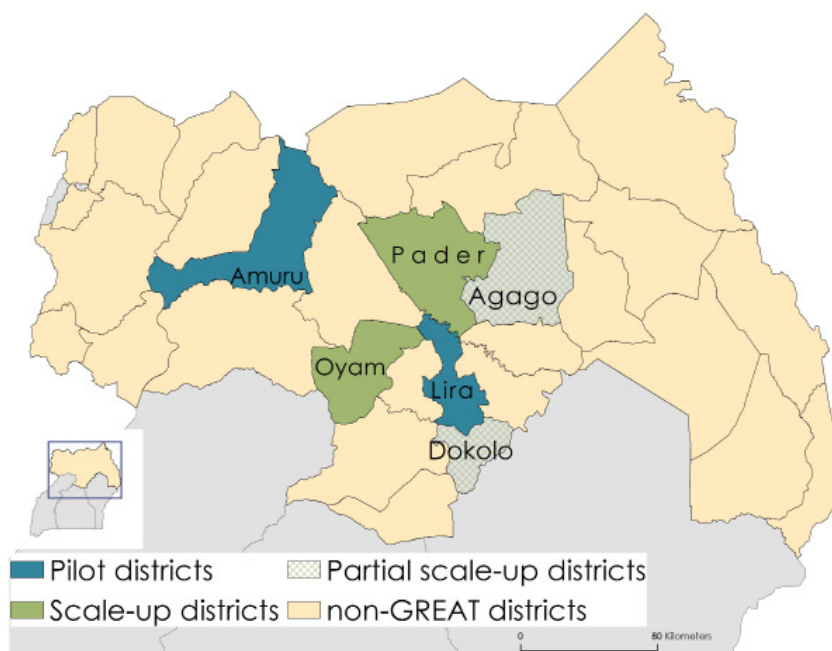 Pader
Amuru
Agago
Oyam
Lira
Dokolo
Pilot districts
Partial scale-up districts
Scale-up districts
non-GREAT districts
0 80 Kilometers